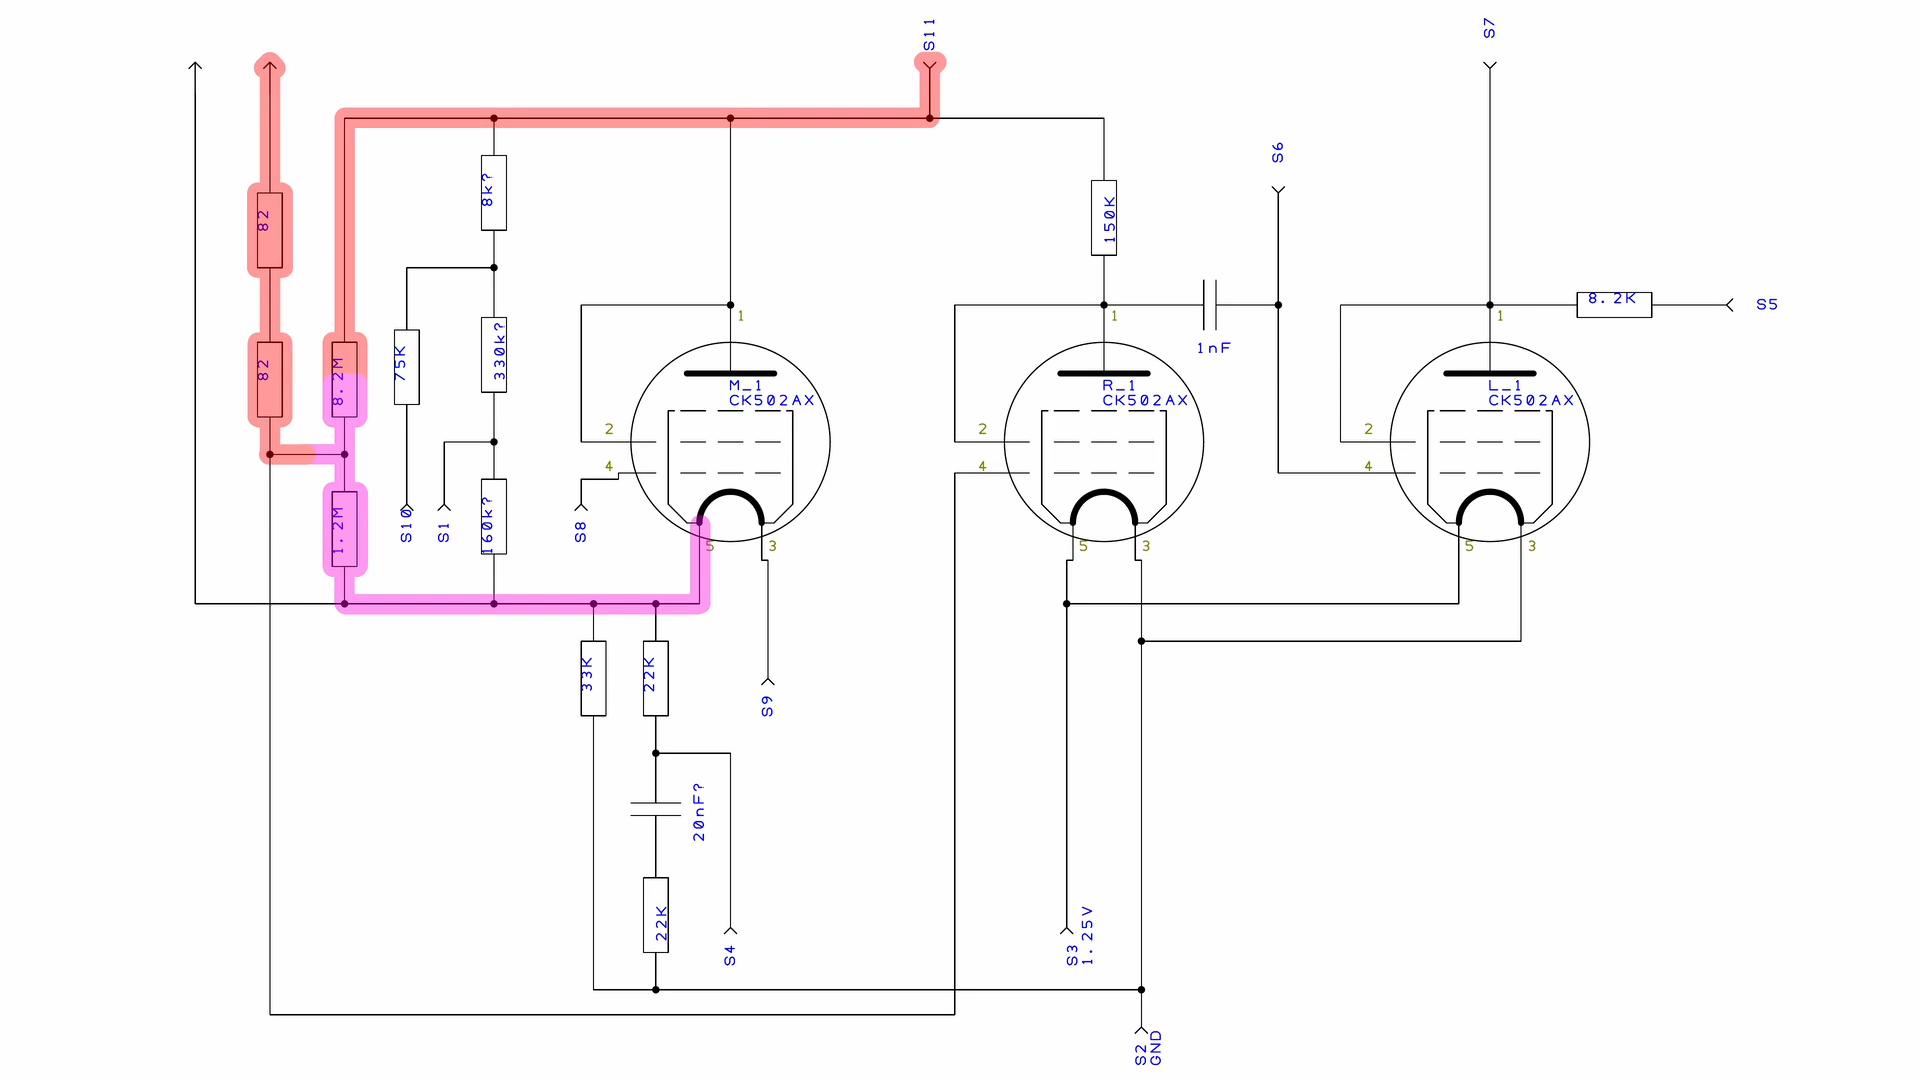 S11
S7
S6
8k?
82
150K
S5
8.2K
1
1
1
1nF
82
8.2M
75K
330k?
M_1
CK502AX
R_1
CK502AX
L_1
CK502AX
2
2
2
4
4
4
S10
S1
1.2M
160k?
S8
5
3
5
3
5
3
33K
22K
S9
20nF?
22K
S4
S3
1.25V
S2
GND